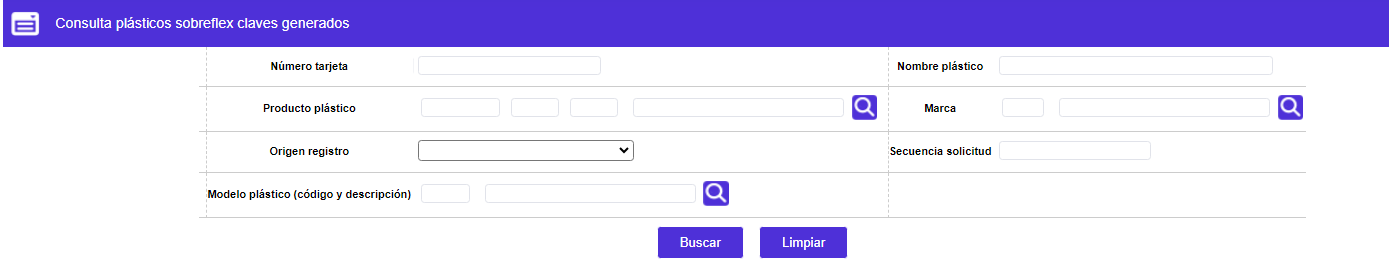 Consulta plásticos sobreflex claves generados
Número tarjeta
Nombre plástico
Producto plástico
Marca
Origen registro
Secuencia solicitud
Modelo plástico (código y descripción)
Buscar
Limpiar